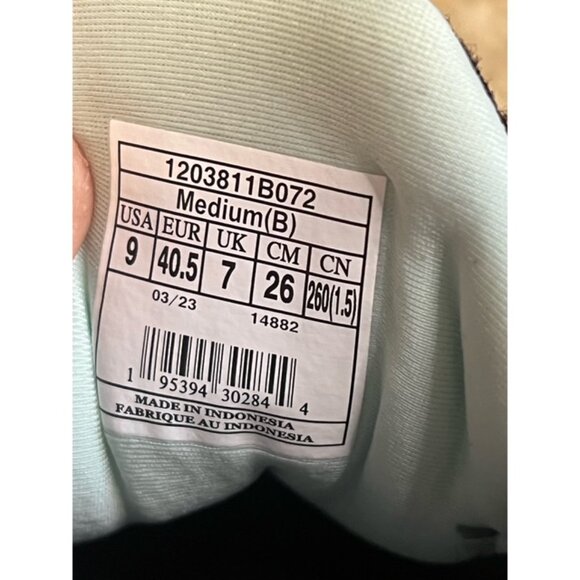 1203811B072
Medium(B)
USA EUR UK CM CN
9 40.5 7 26 260(1.5)
03/23 14882
1 95394 30284 4
MADE IN INDONESIA
FABRIQUE AU INDONESIA